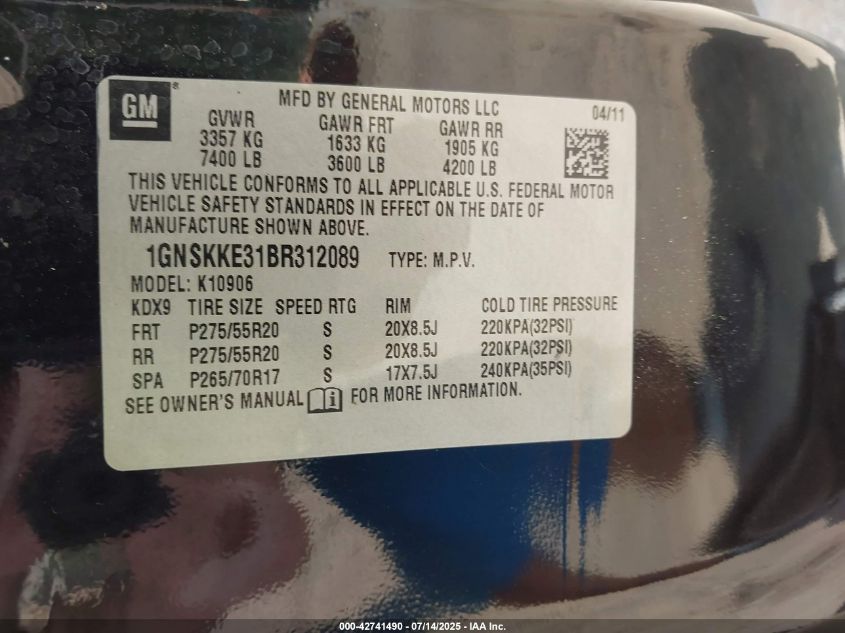 GM
®
MFD BY GENERAL MOTORS LLC
04/11
GVWR GAWR FRT GAWR RR
3357 KG 1633 KG 1905 KG
7400 LB 3600 LB 4200 LB
THIS VEHICLE CONFORMS TO ALL APPLICABLE U.S. FEDERAL MOTOR
VEHICLE SAFETY STANDARDS IN EFFECT ON THE DATE OF
MANUFACTURE SHOWN ABOVE.
1GNSKKE31BR312089 TYPE: M.P.V.
MODEL: K10906
KDX9 TIRE SIZE SPEED RTG RIM COLD TIRE PRESSURE
FRT P275/55R20 S 20X8.5J 220KPA(32PSI)
RR P275/55R20 S 20X8.5J 220KPA(32PSI)
SPA P265/70R17 S 17X7.5J 240KPA(35PSI)
SEE OWNER'S MANUAL i FOR MORE INFORMATION.
000-42741490 - 07/14/2025 - IAA Inc.